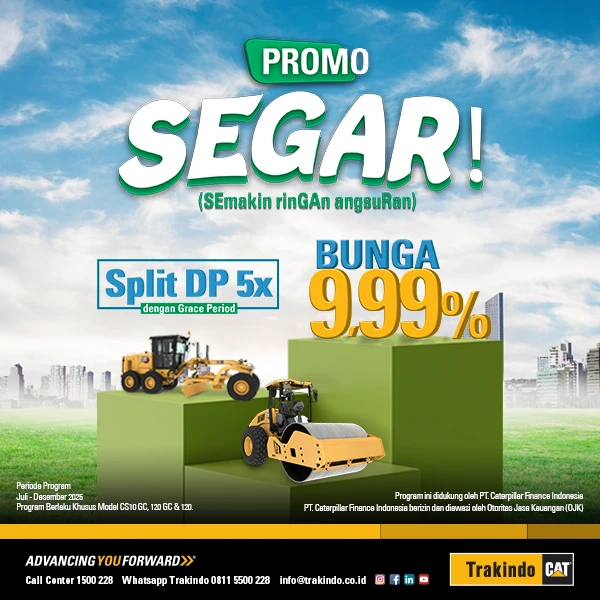 PROMO
SEGAR!
(SEmakin rinGAn angsuRan)
Split DP 5x
dengan Grace Period
BUNGA
9,99%
Periode Program
Juli - Desember 2025
Program Berlaku Khusus Model CS10 GC, 120 GC & 120.
Program ini didukung oleh PT. Caterpillar Finance Indonesia
PT. Caterpillar Finance Indonesia berizin dan diawasi oleh Otoritas Jasa Keuangan (OJK)
ADVANCING YOU FORWARD
Call Center 1500 228 Whatsapp Trakindo 0811 5500 228 info@trakindo.co.id
Trakindo CAT